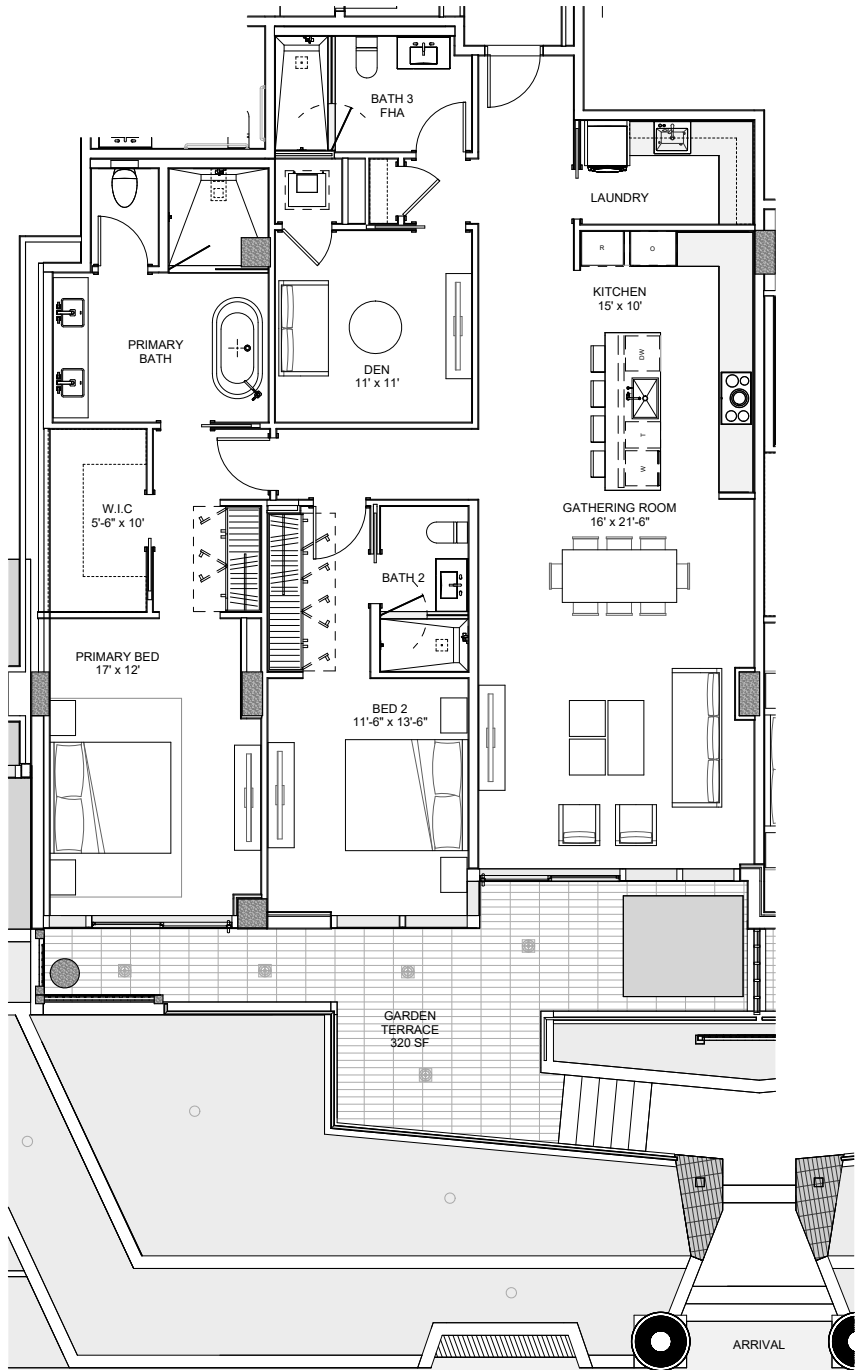 BATH 3
FHA
LAUNDRY
R
O
KITCHEN
15' x 10'
PRIMARY
BATH
DEN
11' x 11'
DW
T
W
W.I.C
5'-6" x 10'
GATHERING ROOM
16' x 21'-6"
BATH 2
PRIMARY BED
17' x 12'
BED 2
11'-6" x 13'-6"
GARDEN
TERRACE
320 SF
ARRIVAL